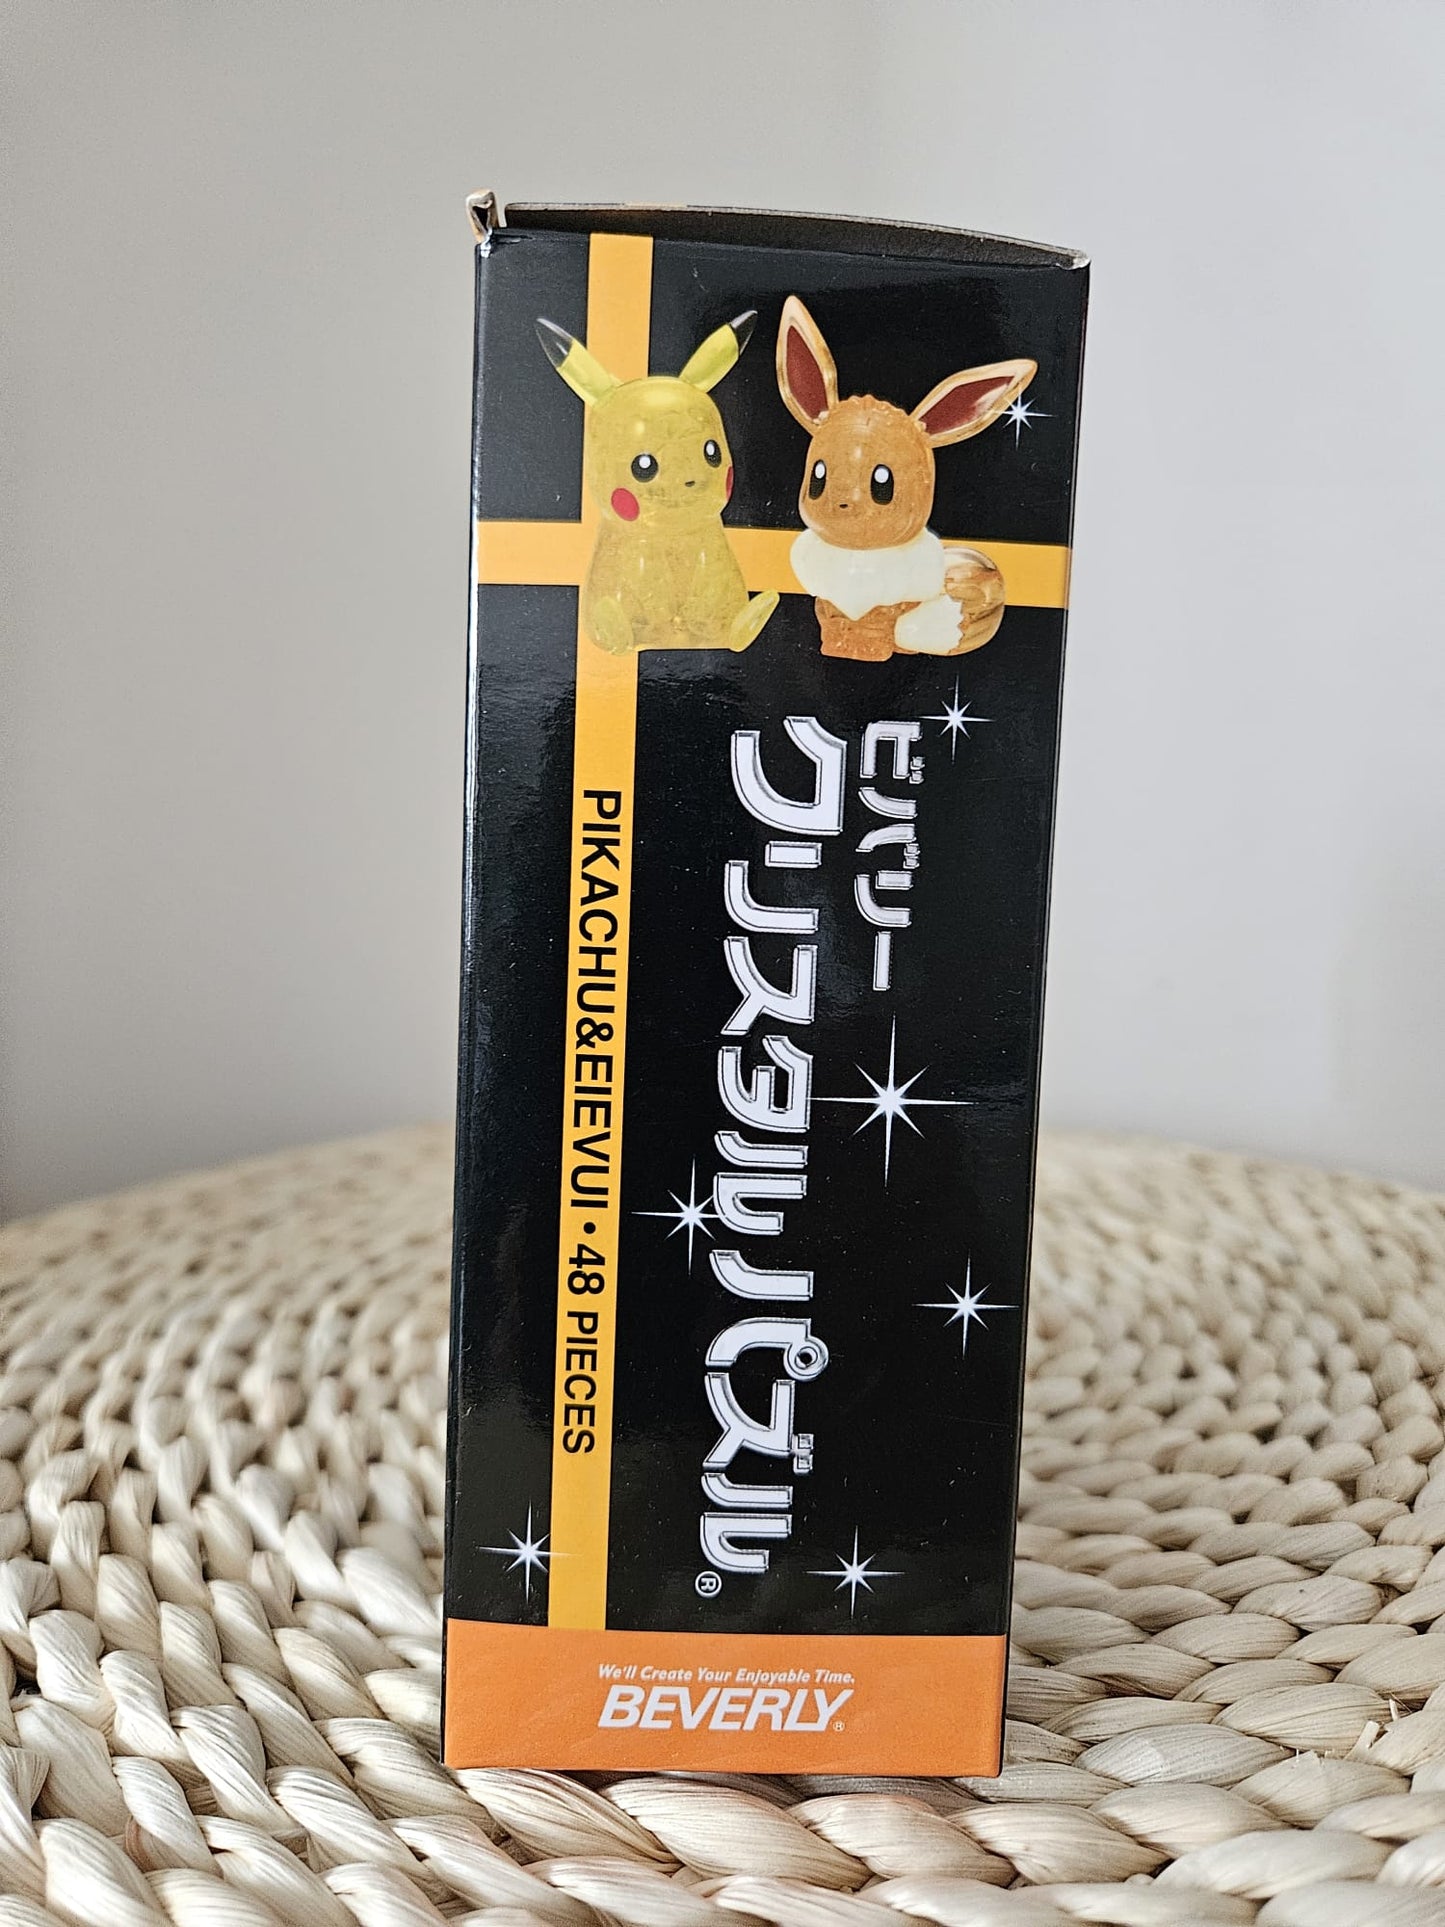 ビバリー
クリスタルパズル®
PIKACHU&EIEVUI • 48 PIECES
We'll Create Your Enjoyable Time.
BEVERLY®